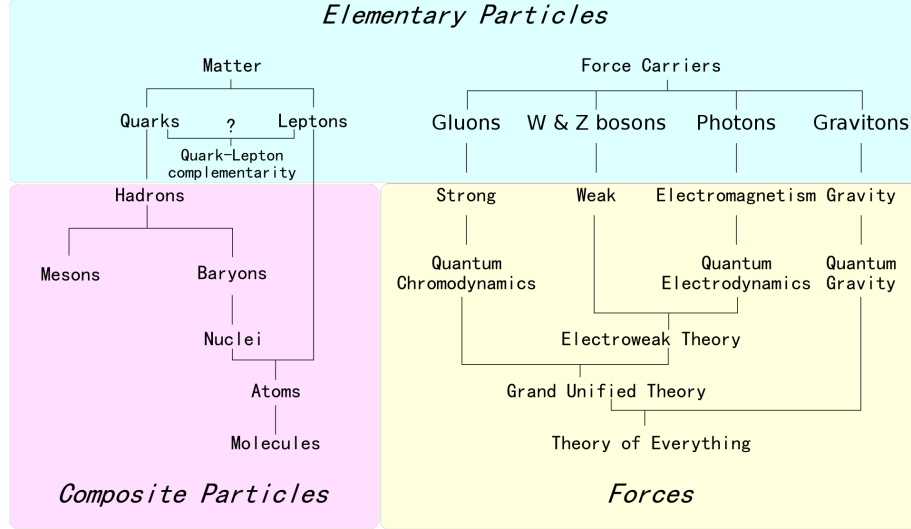 Elementary Particles
Matter
Force Carriers
Quarks
?
Leptons
Gluons
W & Z bosons
Photons
Gravitons
Quark-Lepton
complementarity
Hadrons
Strong
Weak
Electromagnetism
Gravity
Mesons
Baryons
Quantum
Chromodynamics
Quantum
Electrodynamics
Quantum
Gravity
Nuclei
Electroweak Theory
Atoms
Grand Unified Theory
Molecules
Theory of Everything
Composite Particles
Forces